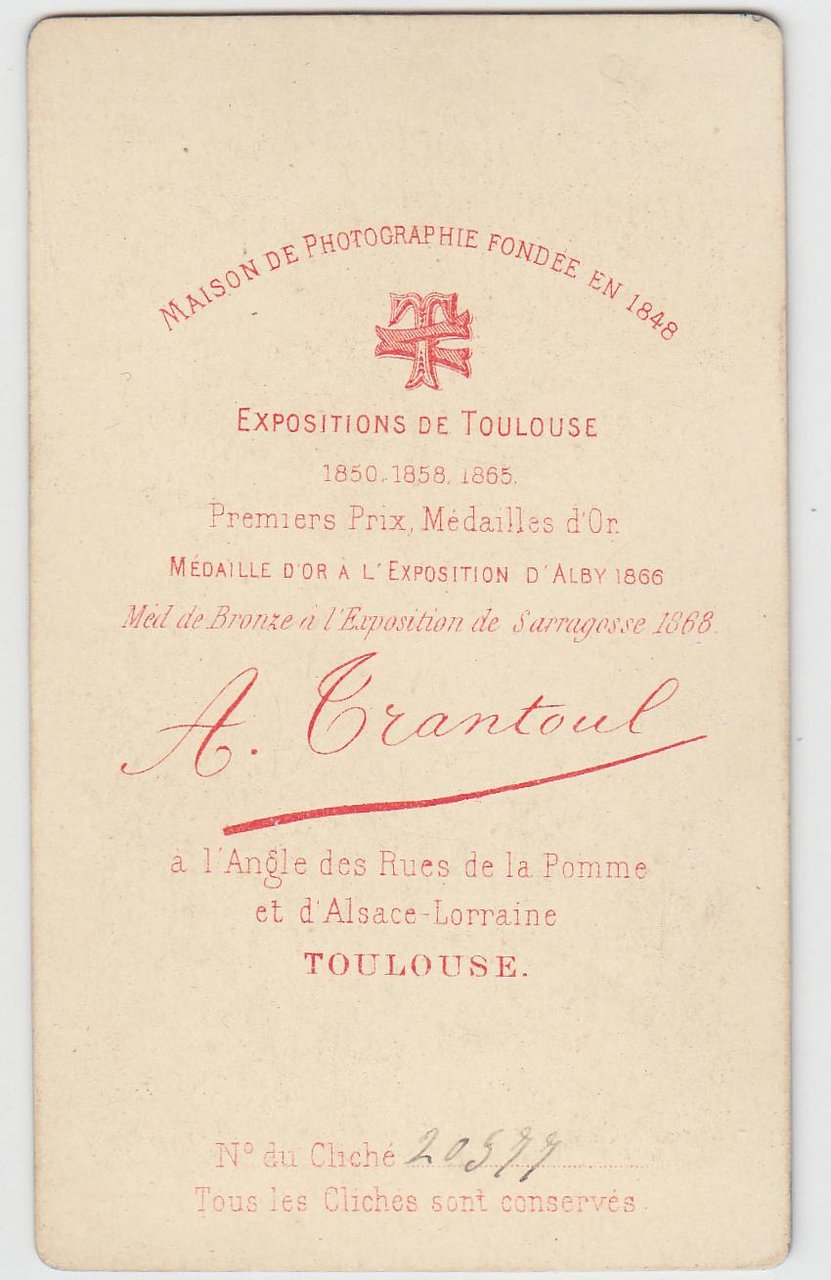 MAISON DE PHOTOGRAPHIE FONDÉE EN 1848
T
EXPOSITIONS DE TOULOUSE
1850, 1858, 1865,
Premiers Prix, Médailles d'Or.
MÉDAILLE D'OR A L'EXPOSITION D'ALBY 1866
Méd de Bronze à l'Exposition de Sarragosse 1868.
A. Trantoul
à l'Angle des Rues de la Pomme
et d'Alsace-Lorraine
TOULOUSE.
N° du Cliché 20577
Tous les Clichés sont conservés.